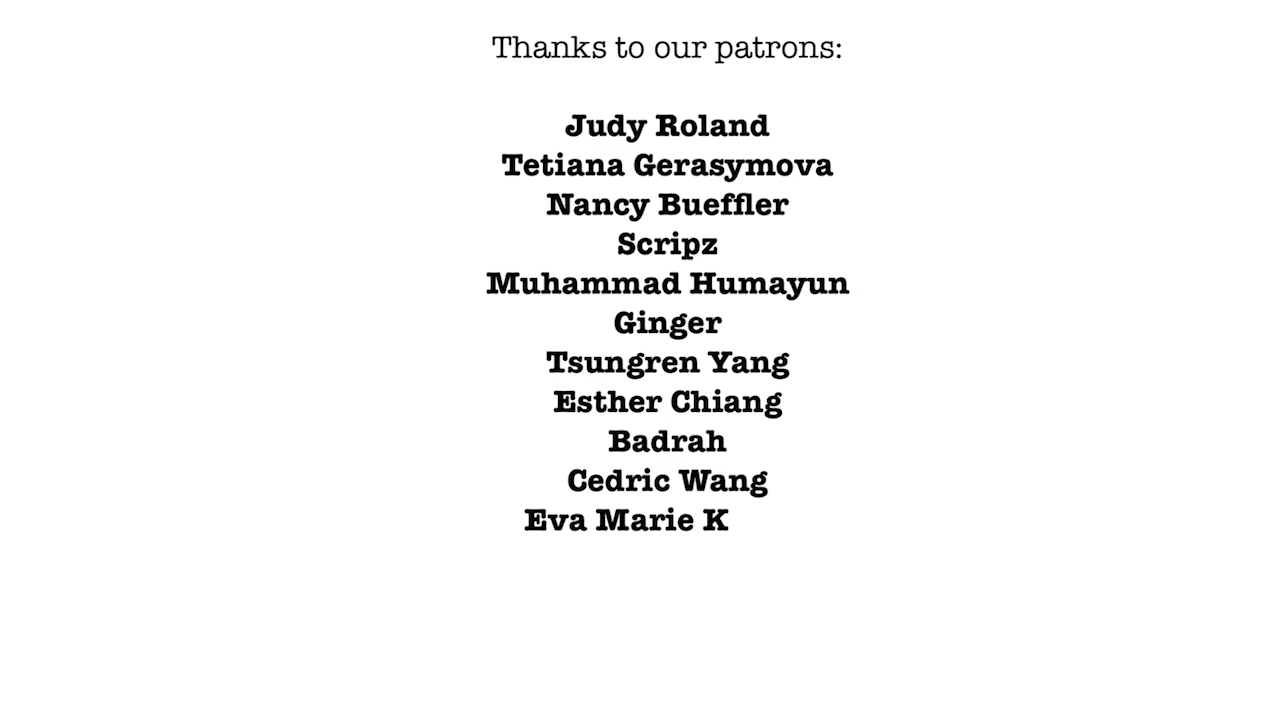 Thanks to our patrons:
Judy Roland
Tetiana Gerasymova
Nancy Bueffler
Scripz
Muhammad Humayun
Ginger
Tsungren Yang
Esther Chiang
Badrah
Cedric Wang
Eva Marie K